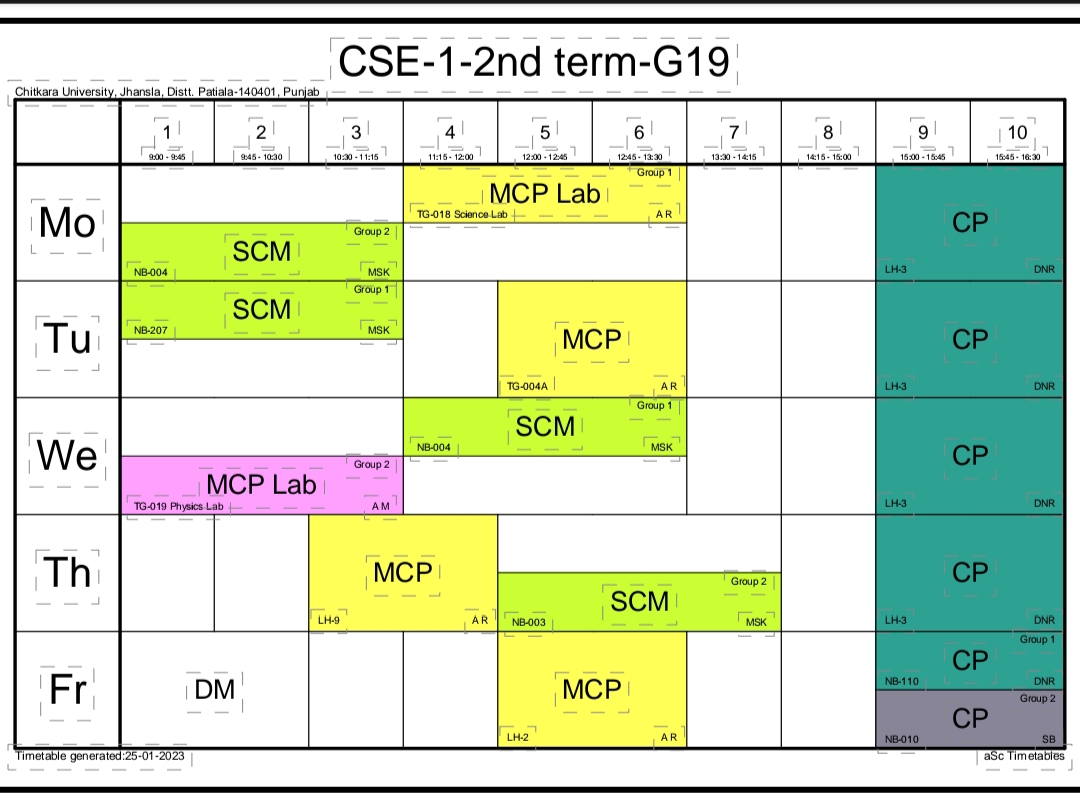 CSE-1-2nd term-G19
Chitkara University, Jhansla, Distt. Patiala-140401, Punjab
1 2 3 4 5 6 7 8 9 10
9:00 - 9:45 9:45 - 10:30 10:30 - 11:15 11:15 - 12:00 12:00 - 12:45 12:45 - 13:30 13:30 - 14:15 14:15 - 15:00 15:00 - 15:45 15:45 - 16:30
Mo
Group 1
MCP Lab
TG-018 Science Lab A R
Group 2
SCM
NB-004 MSK
CP
LH-3 DNR
Tu
Group 1
SCM
NB-207 MSK
MCP
TG-004A A R
CP
LH-3 DNR
We
Group 1
SCM
NB-004 MSK
Group 2
MCP Lab
TG-019 Physics Lab A M
CP
LH-3 DNR
Th
MCP
LH-9 A R
Group 2
SCM
NB-003 MSK
CP
LH-3 DNR
Fr
DM
MCP
LH-2 A R
Group 1
CP
NB-110 DNR
Group 2
CP
NB-010 SB
Timetable generated:25-01-2023 aSc Timetables